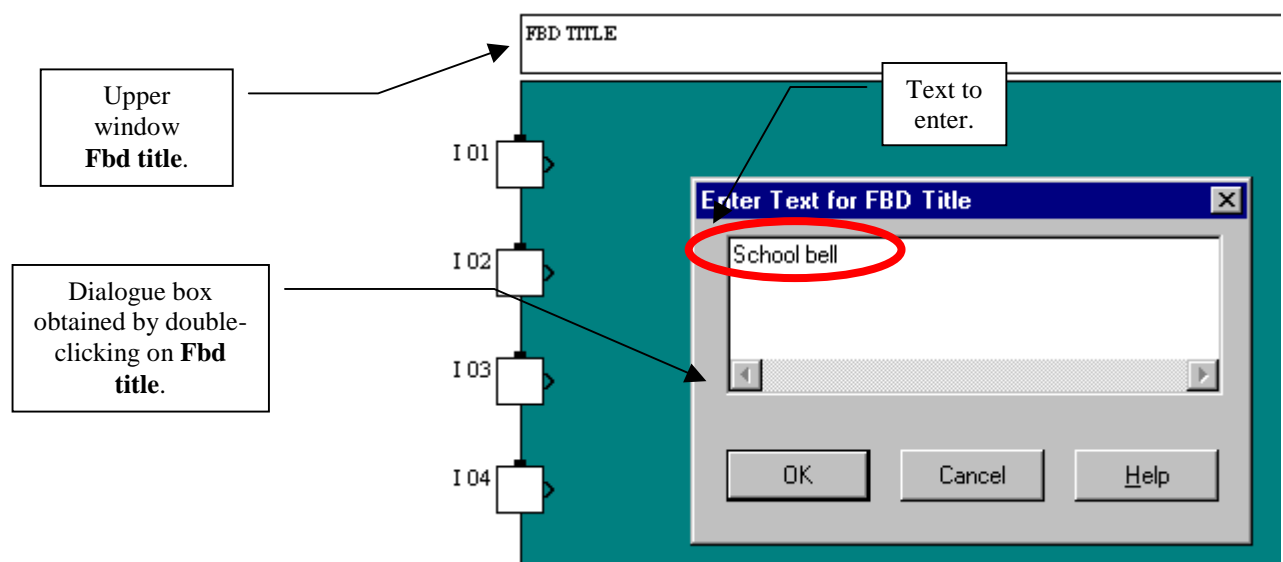 FBD TITLE
Upper
window
Fbd title.
Text to
enter.
I 01
Enter Text for FBD Title
School bell
I 02
Dialogue box
obtained by double-
clicking on Fbd
title.
I 03
I 04
OK
Cancel
Help